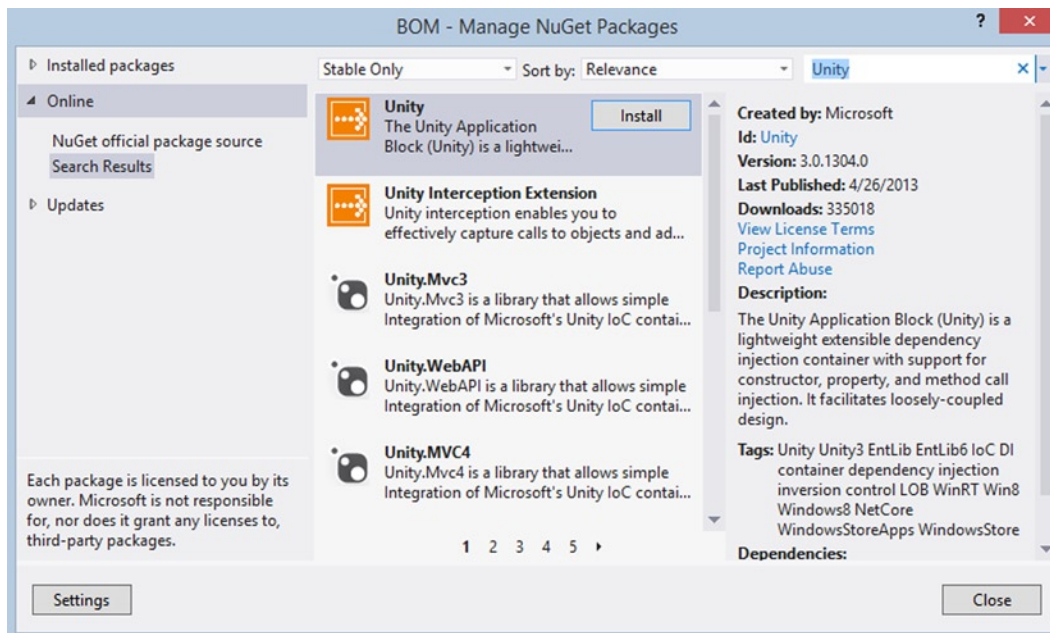 BOM - Manage NuGet Packages
?
×
Installed packages
Online
NuGet official package source
Search Results
Updates
Each package is licensed to you by its
owner. Microsoft is not responsible
for, nor does it grant any licenses to,
third-party packages.
Stable Only
Sort by: Relevance
Unity
×
Unity
Install
The Unity Application
Block (Unity) is a lightwei...
Unity Interception Extension
Unity interception enables you to
effectively capture calls to objects and ad...
Unity.Mvc3
Unity.Mvc3 is a library that allows simple
Integration of Microsoft's Unity IoC contai...
Unity.WebAPI
Unity.WebAPI is a library that allows simple
Integration of Microsoft's Unity IoC contai...
Unity.MVC4
Unity.Mvc4 is a library that allows simple
Integration of Microsoft's Unity IoC contai...
1 2 3 4 5
Created by: Microsoft
Id: Unity
Version: 3.0.1304.0
Last Published: 4/26/2013
Downloads: 335018
View License Terms
Project Information
Report Abuse
Description:
The Unity Application Block (Unity) is a
lightweight extensible dependency
injection container with support for
constructor, property, and method call
injection. It facilitates loosely-coupled
design.
Tags: Unity Unity3 EntLib EntLib6 IoC DI
container dependency injection
inversion control LOB WinRT Win8
Windows8 NetCore
WindowsStoreApps WindowsStore
Dependencies:
Settings
Close